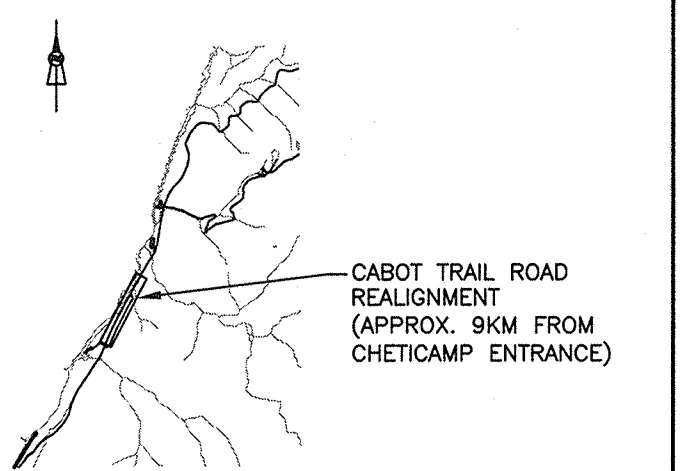 CABOT TRAIL ROAD
REALIGNMENT
(APPROX. 9KM FROM
CHETICAMP ENTRANCE)